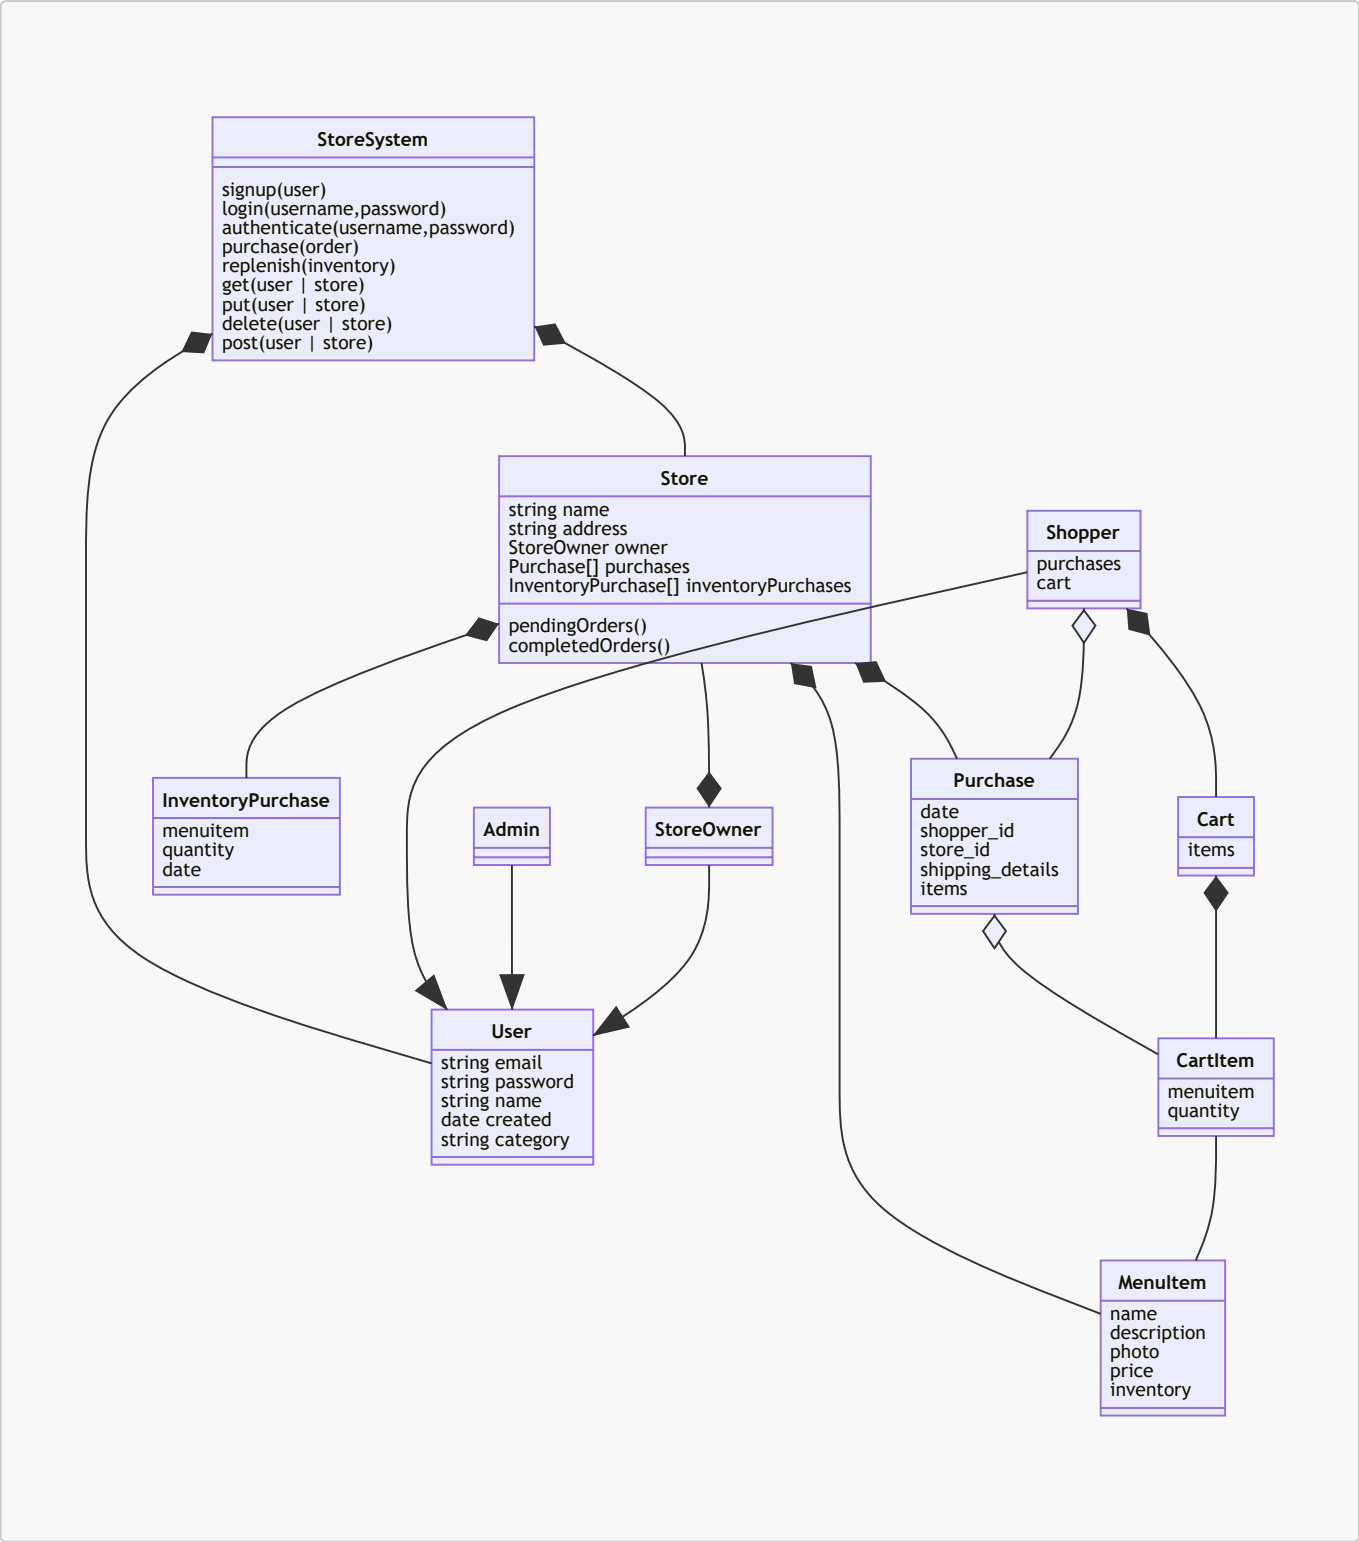 StoreSystem
signup(user)
login(username,password)
authenticate(username,password)
purchase(order)
replenish(inventory)
get(user | store)
put(user | store)
delete(user | store)
post(user | store)
Store
string name
string address
StoreOwner owner
Purchase[] purchases
InventoryPurchase[] inventoryPurchases
pendingOrders()
completedOrders()
Shopper
purchases
cart
InventoryPurchase
menuitem
quantity
date
Admin
StoreOwner
Purchase
date
shopper_id
store_id
shipping_details
items
Cart
items
User
string email
string password
string name
date created
string category
CartItem
menuitem
quantity
MenuItem
name
description
photo
price
inventory